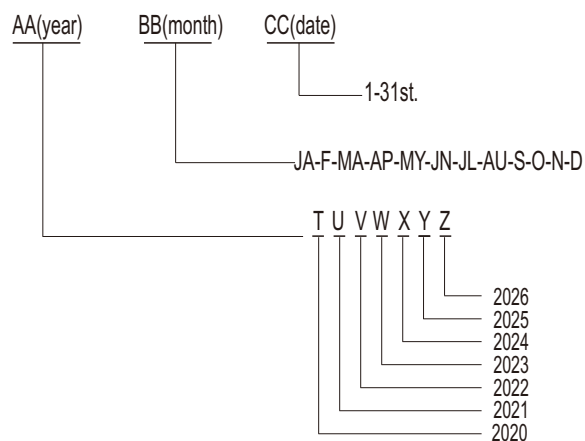 AA(year) BB(month) CC(date)
1-31st.
JA-F-MA-AP-MY-JN-JL-AU-S-O-N-D
T U V W X Y Z
2026
2025
2024
2023
2022
2021
2020